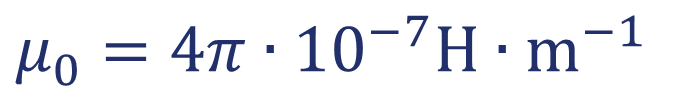 μ₀ = 4π · 10⁻⁷H · m⁻¹